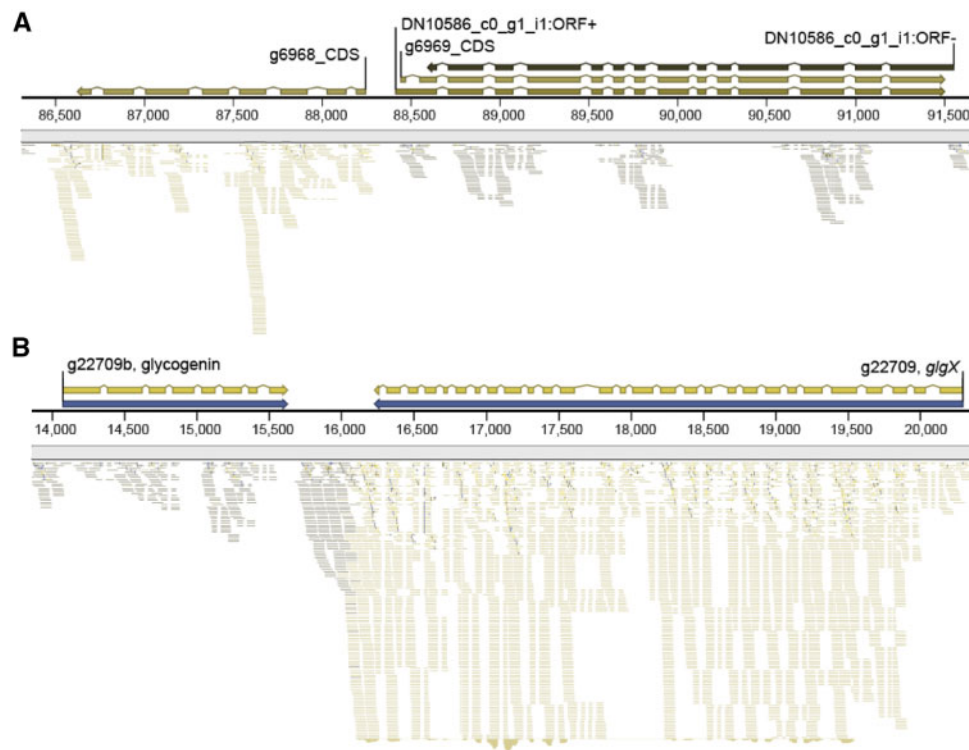 A
DN10586_c0_g1_i1:ORF+
g6968_CDS
g6969_CDS
DN10586_c0_g1_i1:ORF-
86,500 87,000 87,500 88,000 88,500 89,000 89,500 90,000 90,500 91,000 91,500
B
g22709b, glycogenin
g22709, glgX
14,000 14,500 15,000 15,500 16,000 16,500 17,000 17,500 18,000 18,500 19,000 19,500 20,000